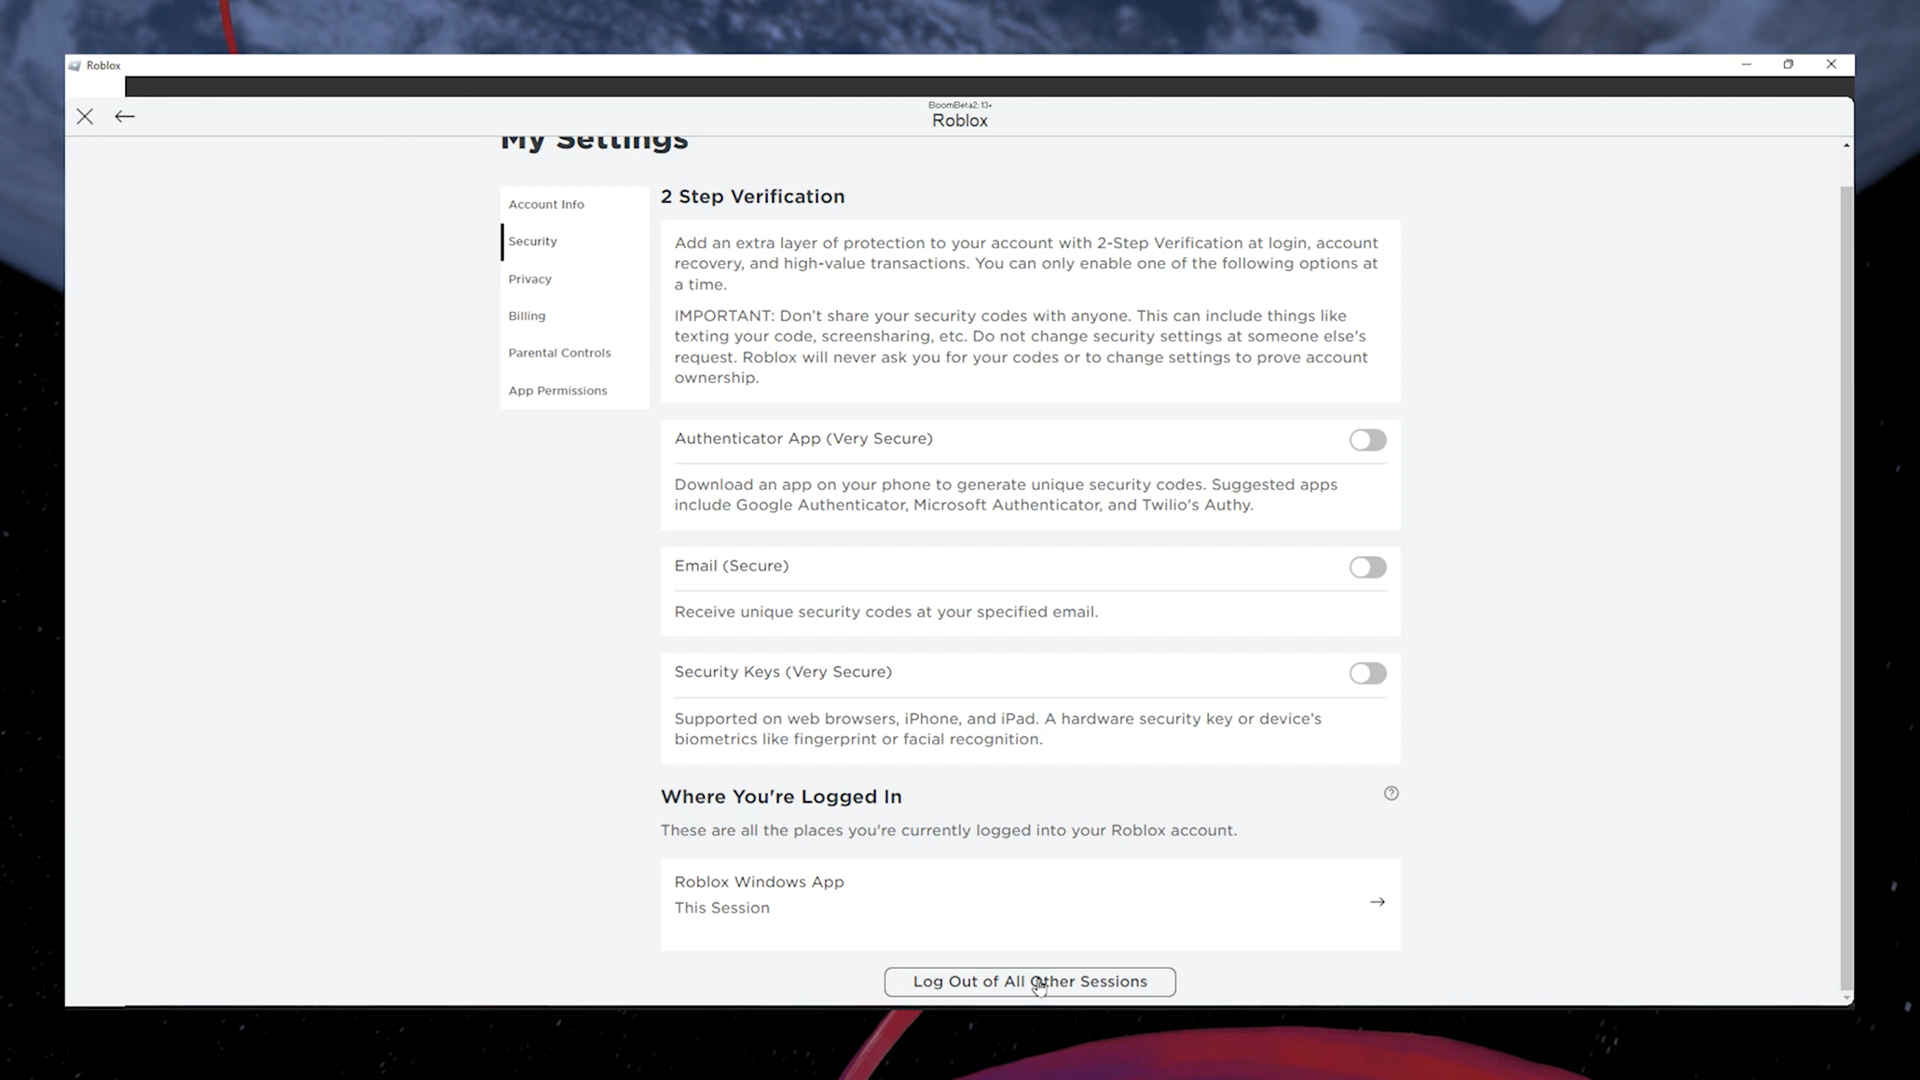 Roblox
BoomBeta2: 13+
Roblox
My Settings
Account Info
Security
Privacy
Billing
Parental Controls
App Permissions
2 Step Verification
Add an extra layer of protection to your account with 2-Step Verification at login, account
recovery, and high-value transactions. You can only enable one of the following options at
a time.
IMPORTANT: Don't share your security codes with anyone. This can include things like
texting your code, screensharing, etc. Do not change security settings at someone else's
request. Roblox will never ask you for your codes or to change settings to prove account
ownership.
Authenticator App (Very Secure)
Download an app on your phone to generate unique security codes. Suggested apps
include Google Authenticator, Microsoft Authenticator, and Twilio's Authy.
Email (Secure)
Receive unique security codes at your specified email.
Security Keys (Very Secure)
Supported on web browsers, iPhone, and iPad. A hardware security key or device's
biometrics like fingerprint or facial recognition.
Where You're Logged In
These are all the places you're currently logged into your Roblox account.
Roblox Windows App
This Session
Log Out of All Other Sessions